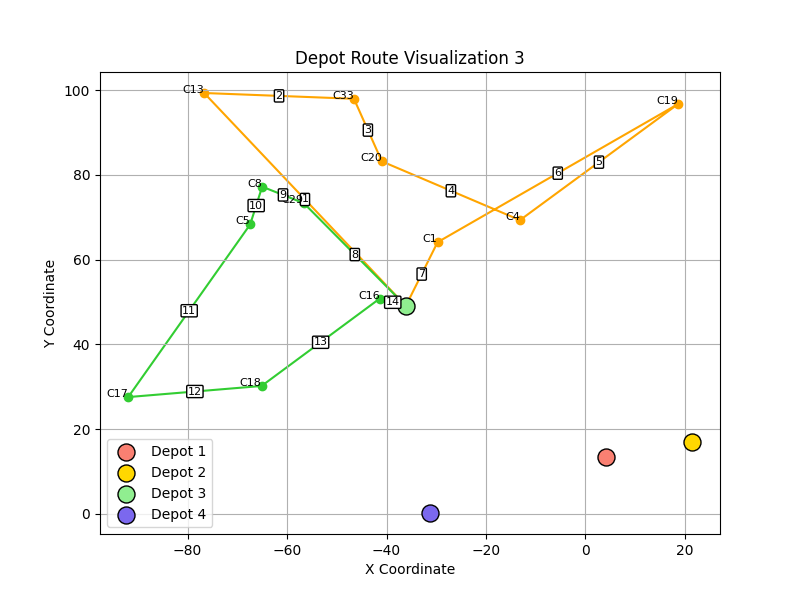 Depot Route Visualization 3
Y Coordinate
100
80
60
40
20
0
−80
−60
−40
−20
0
20
X Coordinate
C13
2
C33
C19
3
C20
5
6
C8
9
C29
1
4
10
C5
C4
C1
8
7
C16
14
11
13
C17
12
C18
Depot 1
Depot 2
Depot 3
Depot 4